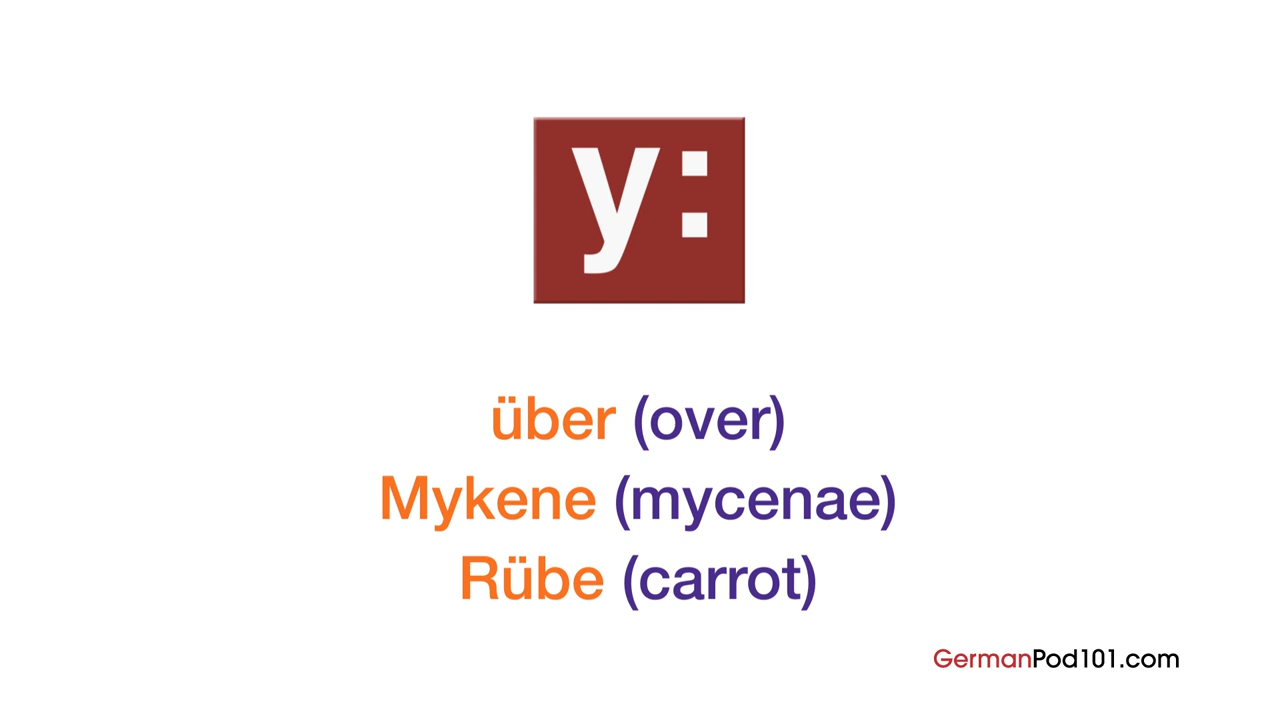 y:
über (over)
Mykene (mycenae)
Rübe (carrot)
GermanPod101.com